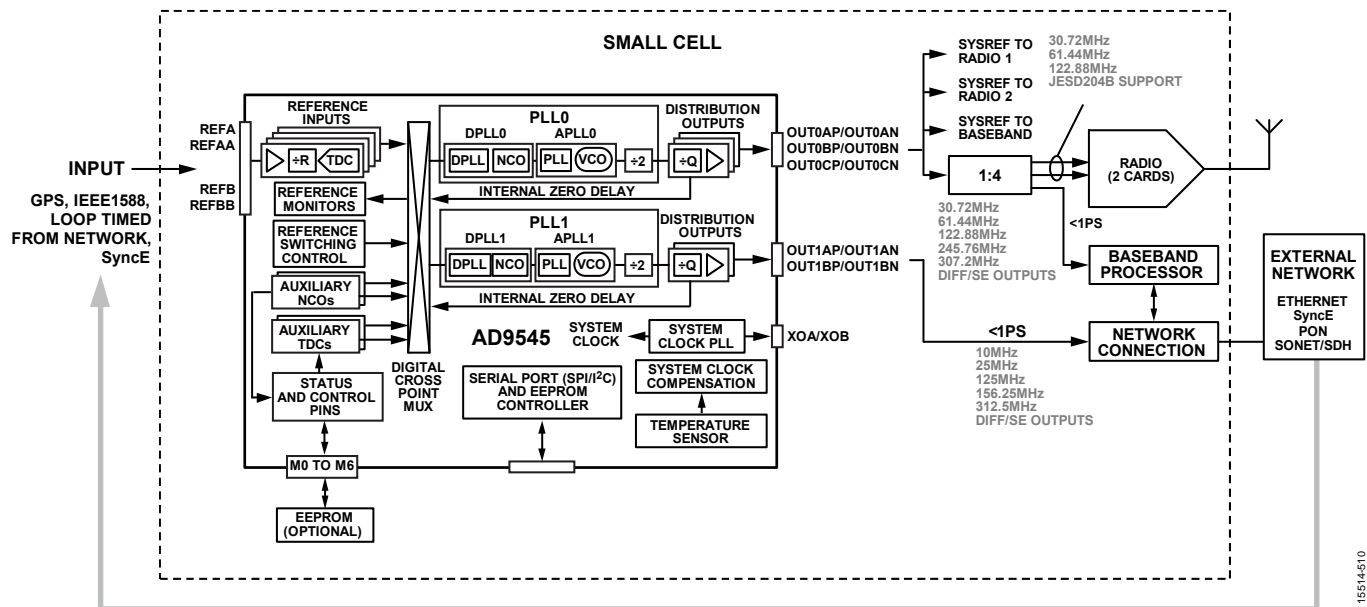 SMALL CELL
INPUT
GPS, IEEE1588,
LOOP TIMED
FROM NETWORK,
SyncE
REFA
REFAA
REFB
REFBB
REFERENCE
INPUTS
÷R
TDC
REFERENCE
MONITORS
REFERENCE
SWITCHING
CONTROL
AUXILIARY
NCOs
AUXILIARY
TDCs
STATUS
AND CONTROL
PINS
M0 TO M6
EEPROM
(OPTIONAL)
DIGITAL
CROSS
POINT
MUX
PLL0
DPLL0
APLL0
DPLL
NCO
PLL
VCO
÷2
INTERNAL ZERO DELAY
DISTRIBUTION
OUTPUTS
÷Q
PLL1
DPLL1
APLL1
DPLL
NCO
PLL
VCO
÷2
INTERNAL ZERO DELAY
DISTRIBUTION
OUTPUTS
÷Q
AD9545
SYSTEM
CLOCK
SYSTEM
CLOCK PLL
XOA/XOB
SERIAL PORT (SPI/I²C)
AND EEPROM
CONTROLLER
SYSTEM CLOCK
COMPENSATION
TEMPERATURE
SENSOR
OUT0AP/OUT0AN
OUT0BP/OUT0BN
OUT0CP/OUT0CN
OUT1AP/OUT1AN
OUT1BP/OUT1BN
SYSREF TO
RADIO 1
SYSREF TO
RADIO 2
SYSREF TO
BASEBAND
30.72MHz
61.44MHz
122.88MHz
JESD204B SUPPORT
1:4
30.72MHz
61.44MHz
122.88MHz
245.76MHz
307.2MHz
DIFF/SE OUTPUTS
RADIO
(2 CARDS)
<1PS
BASEBAND
PROCESSOR
<1PS
10MHz
25MHz
125MHz
156.25MHz
312.5MHz
DIFF/SE OUTPUTS
NETWORK
CONNECTION
EXTERNAL
NETWORK
ETHERNET
SyncE
PON
SONET/SDH
15514-510